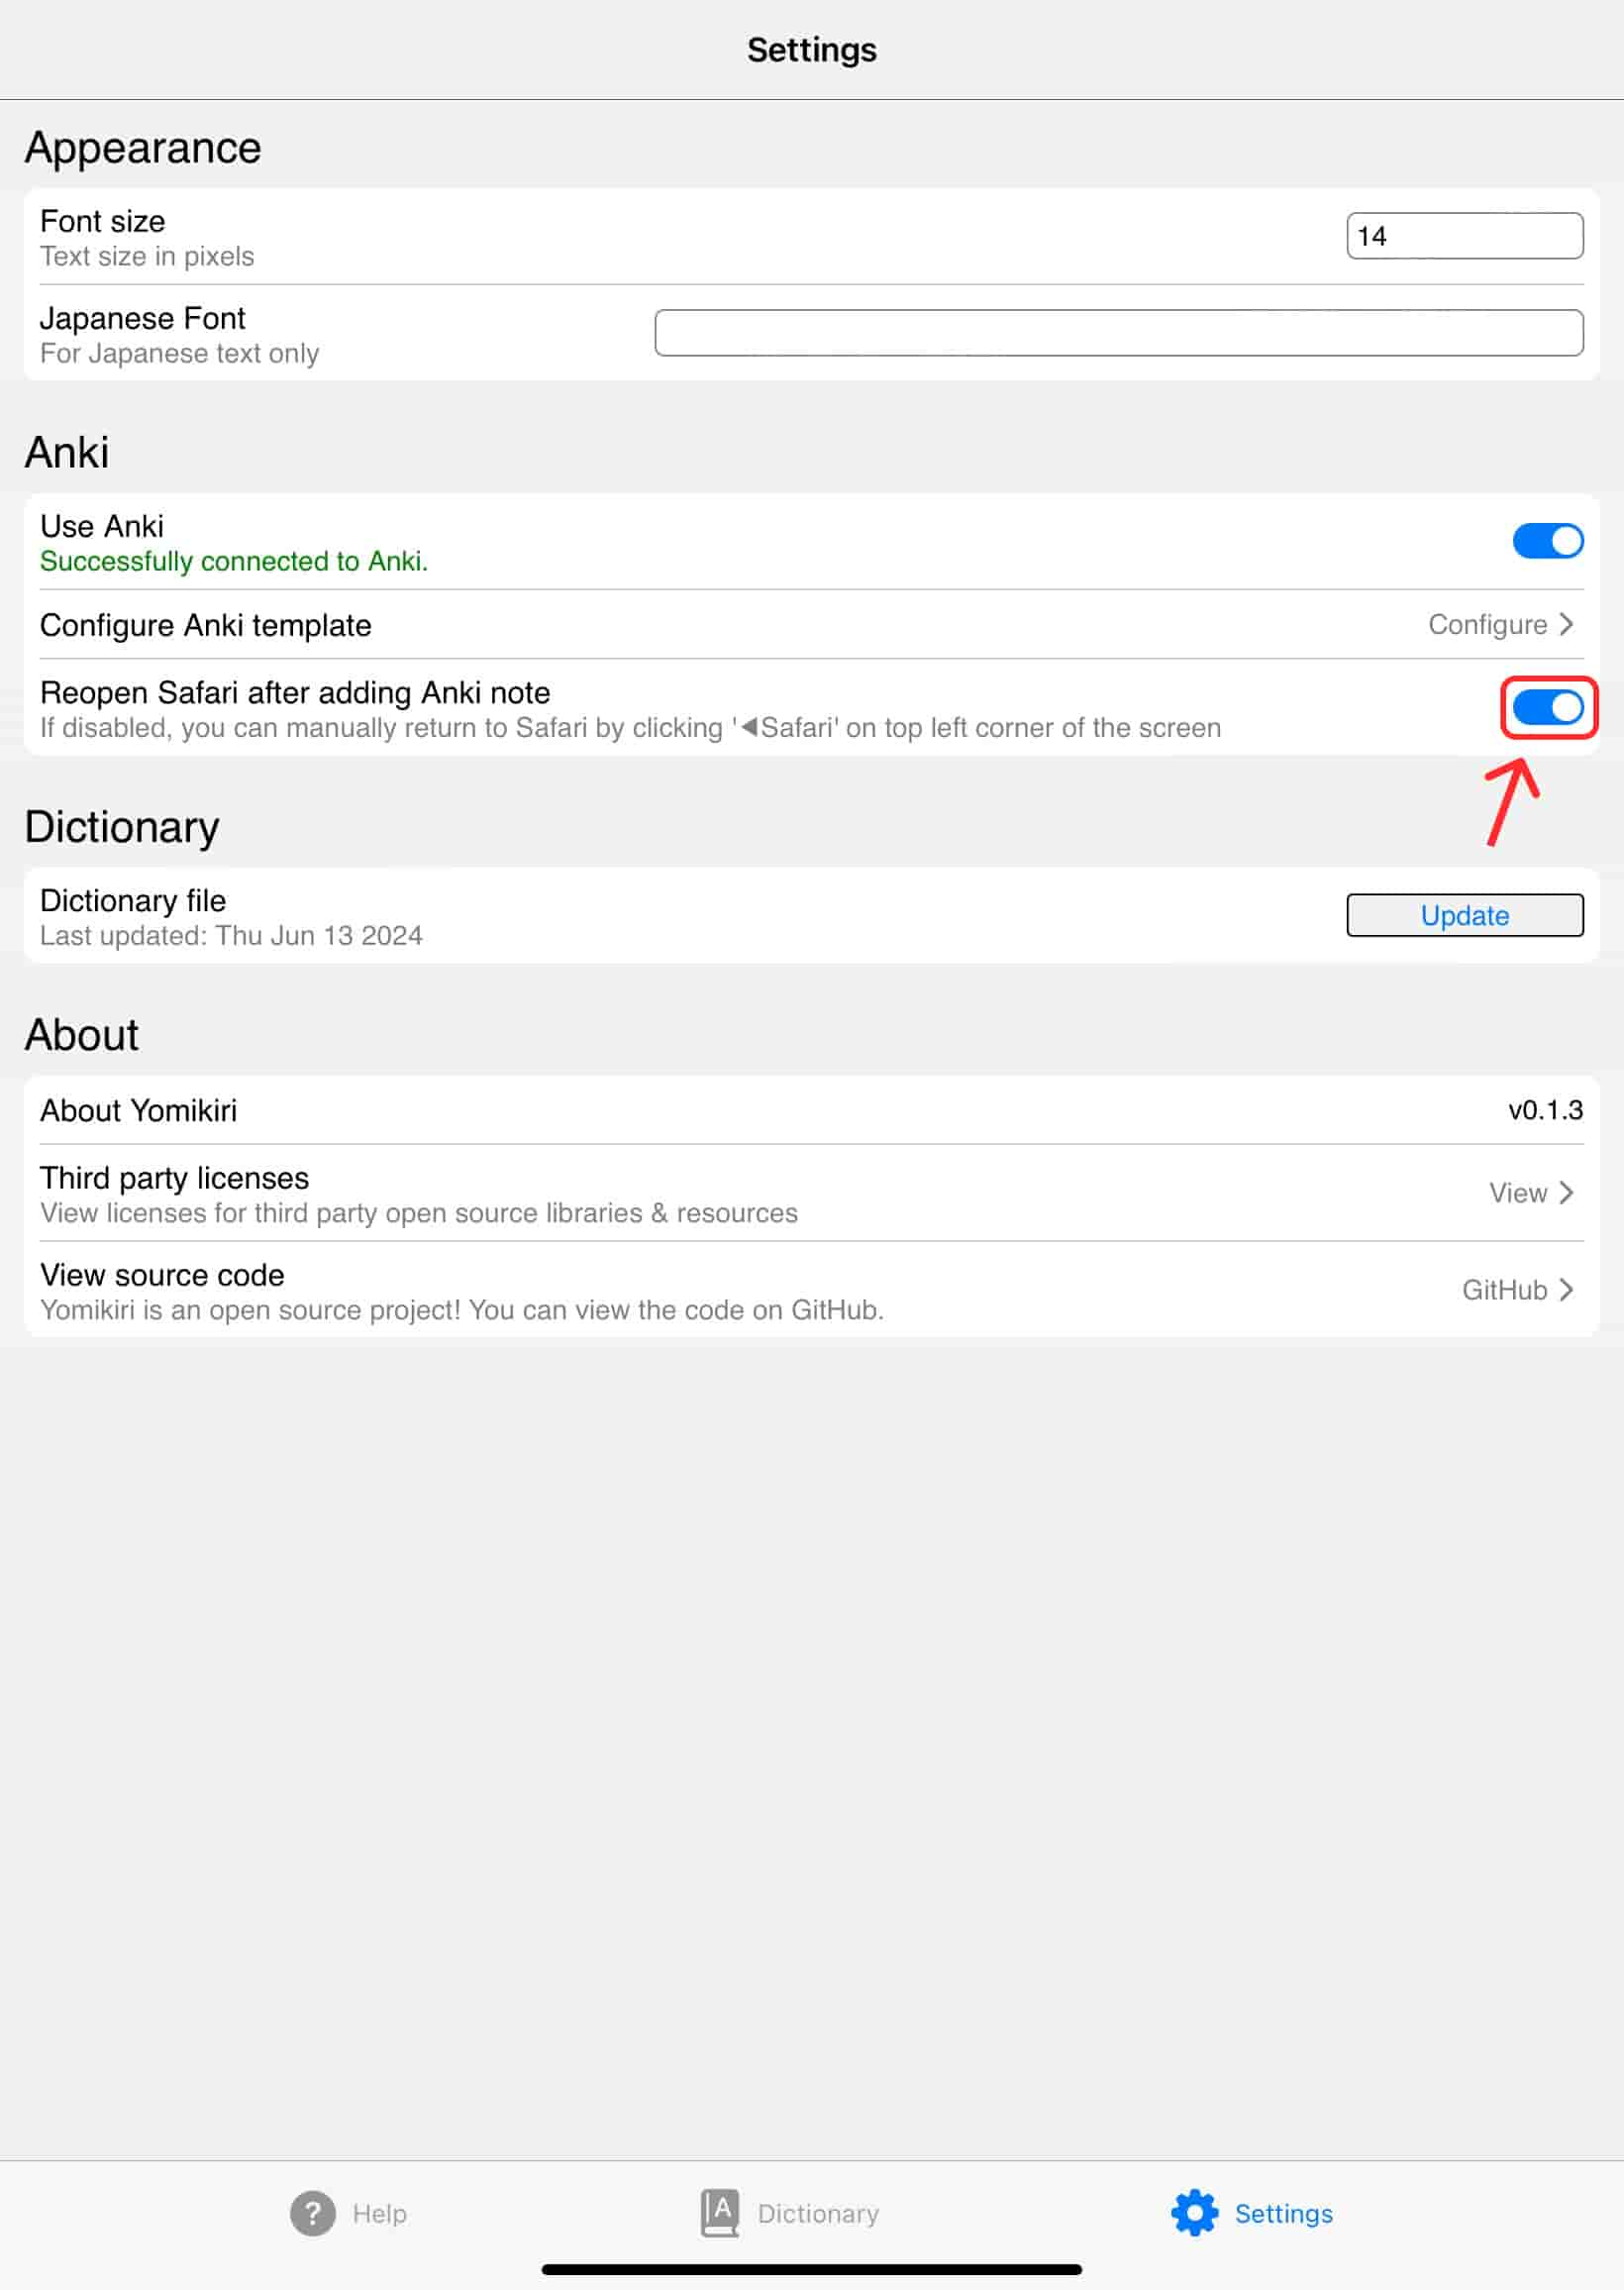 Settings
Appearance
Font size
14
Text size in pixels
Japanese Font
For Japanese text only
Anki
Use Anki
Successfully connected to Anki.
Configure Anki template
Configure
Reopen Safari after adding Anki note
If disabled, you can manually return to Safari by clicking '◀Safari' on top left corner of the screen
Dictionary
Dictionary file
Update
Last updated: Thu Jun 13 2024
About
About Yomikiri
v0.1.3
Third party licenses
View
View licenses for third party open source libraries & resources
View source code
GitHub
Yomikiri is an open source project! You can view the code on GitHub.
? Help
A Dictionary
Settings